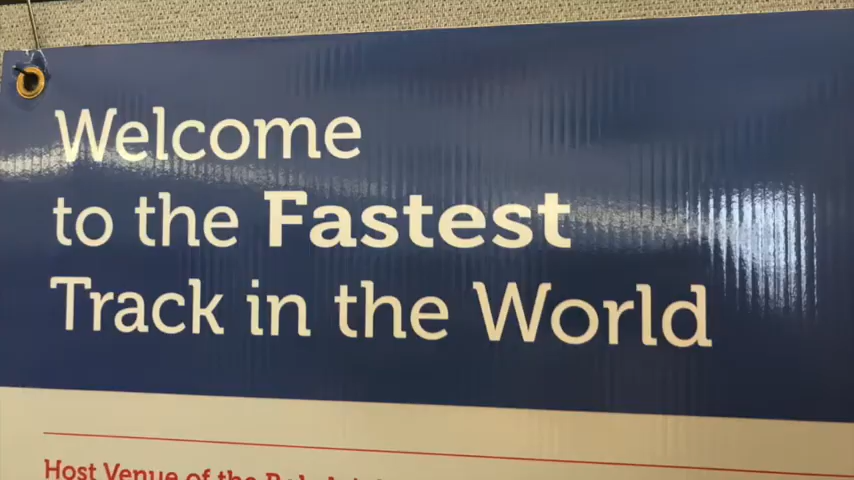 Welcome
to the Fastest
Track in the World
Host Venue of the